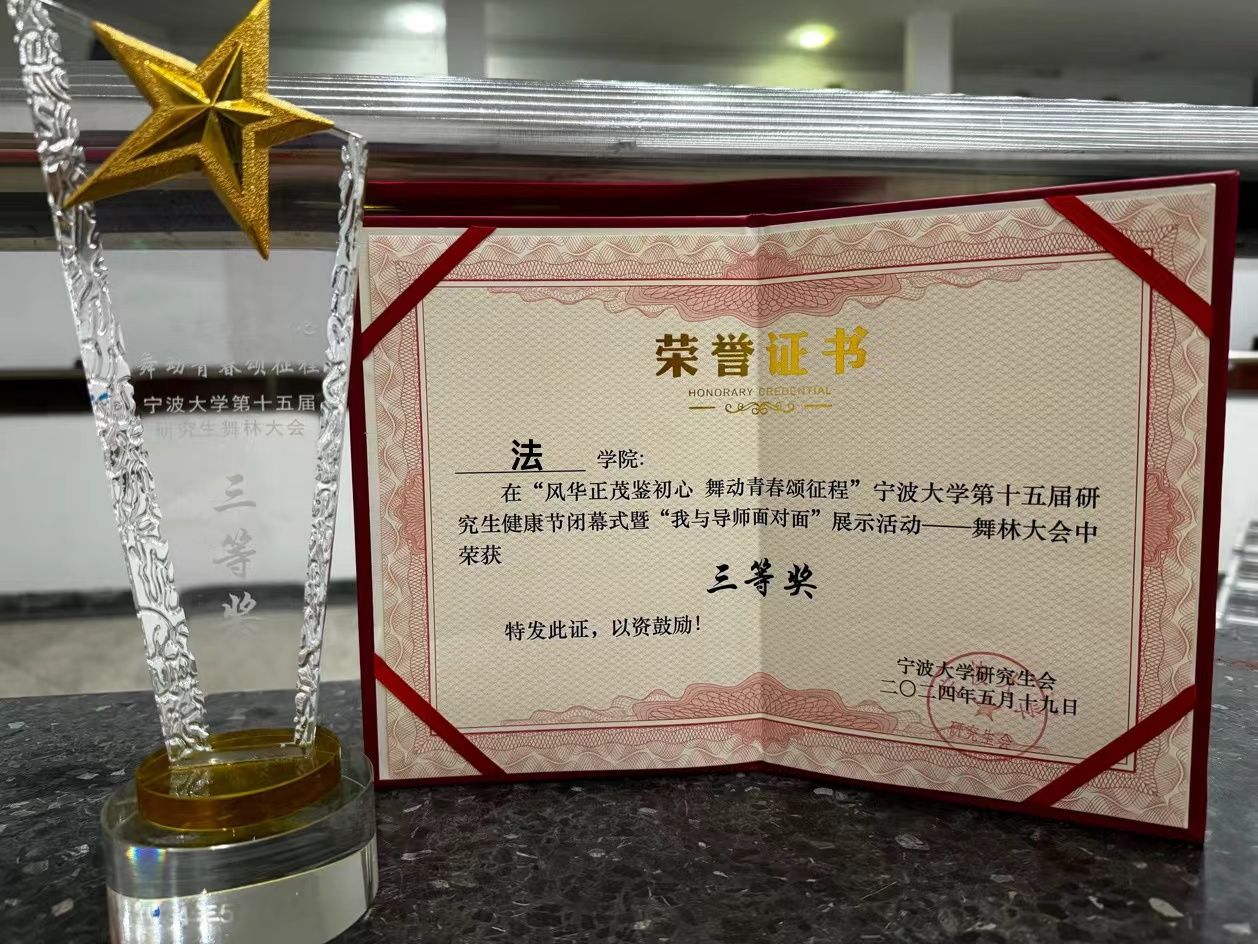 舞动青春颂征程
宁波大学第十五届
研究生舞林大会
三等奖
荣誉证书
HONORARY CREDENTIAL
法 学院:
在“风华正茂鉴初心 舞动青春颂征程”宁波大学第十五届研
究生健康节闭幕式暨“我与导师面对面”展示活动——舞林大会中
荣获
三等奖
特发此证，以资鼓励!
宁波大学研究生会
二〇二四年五月十九日
研究生会